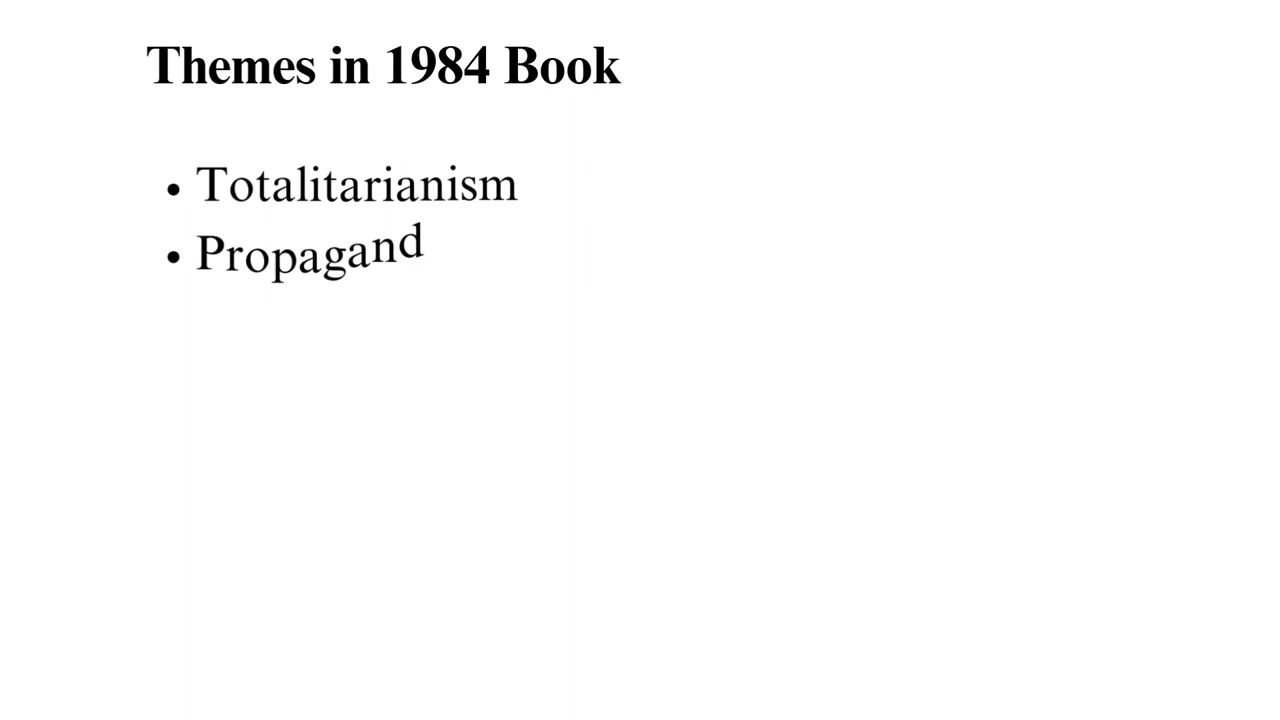 Themes in 1984 Book
• Totalitarianism
• Propagand